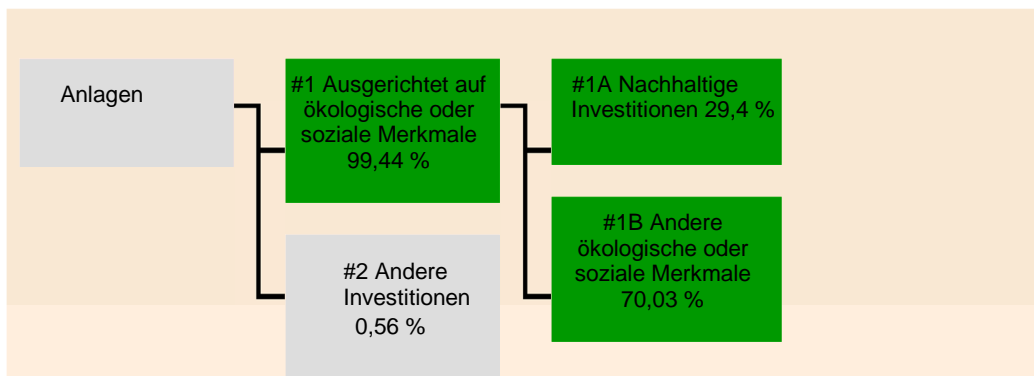 Anlagen
#1 Ausgerichtet auf
ökologische oder
soziale Merkmale
99,44 %
#2 Andere
Investitionen
0,56 %
#1A Nachhaltige
Investitionen 29,4 %
#1B Andere
ökologische oder
soziale Merkmale
70,03 %